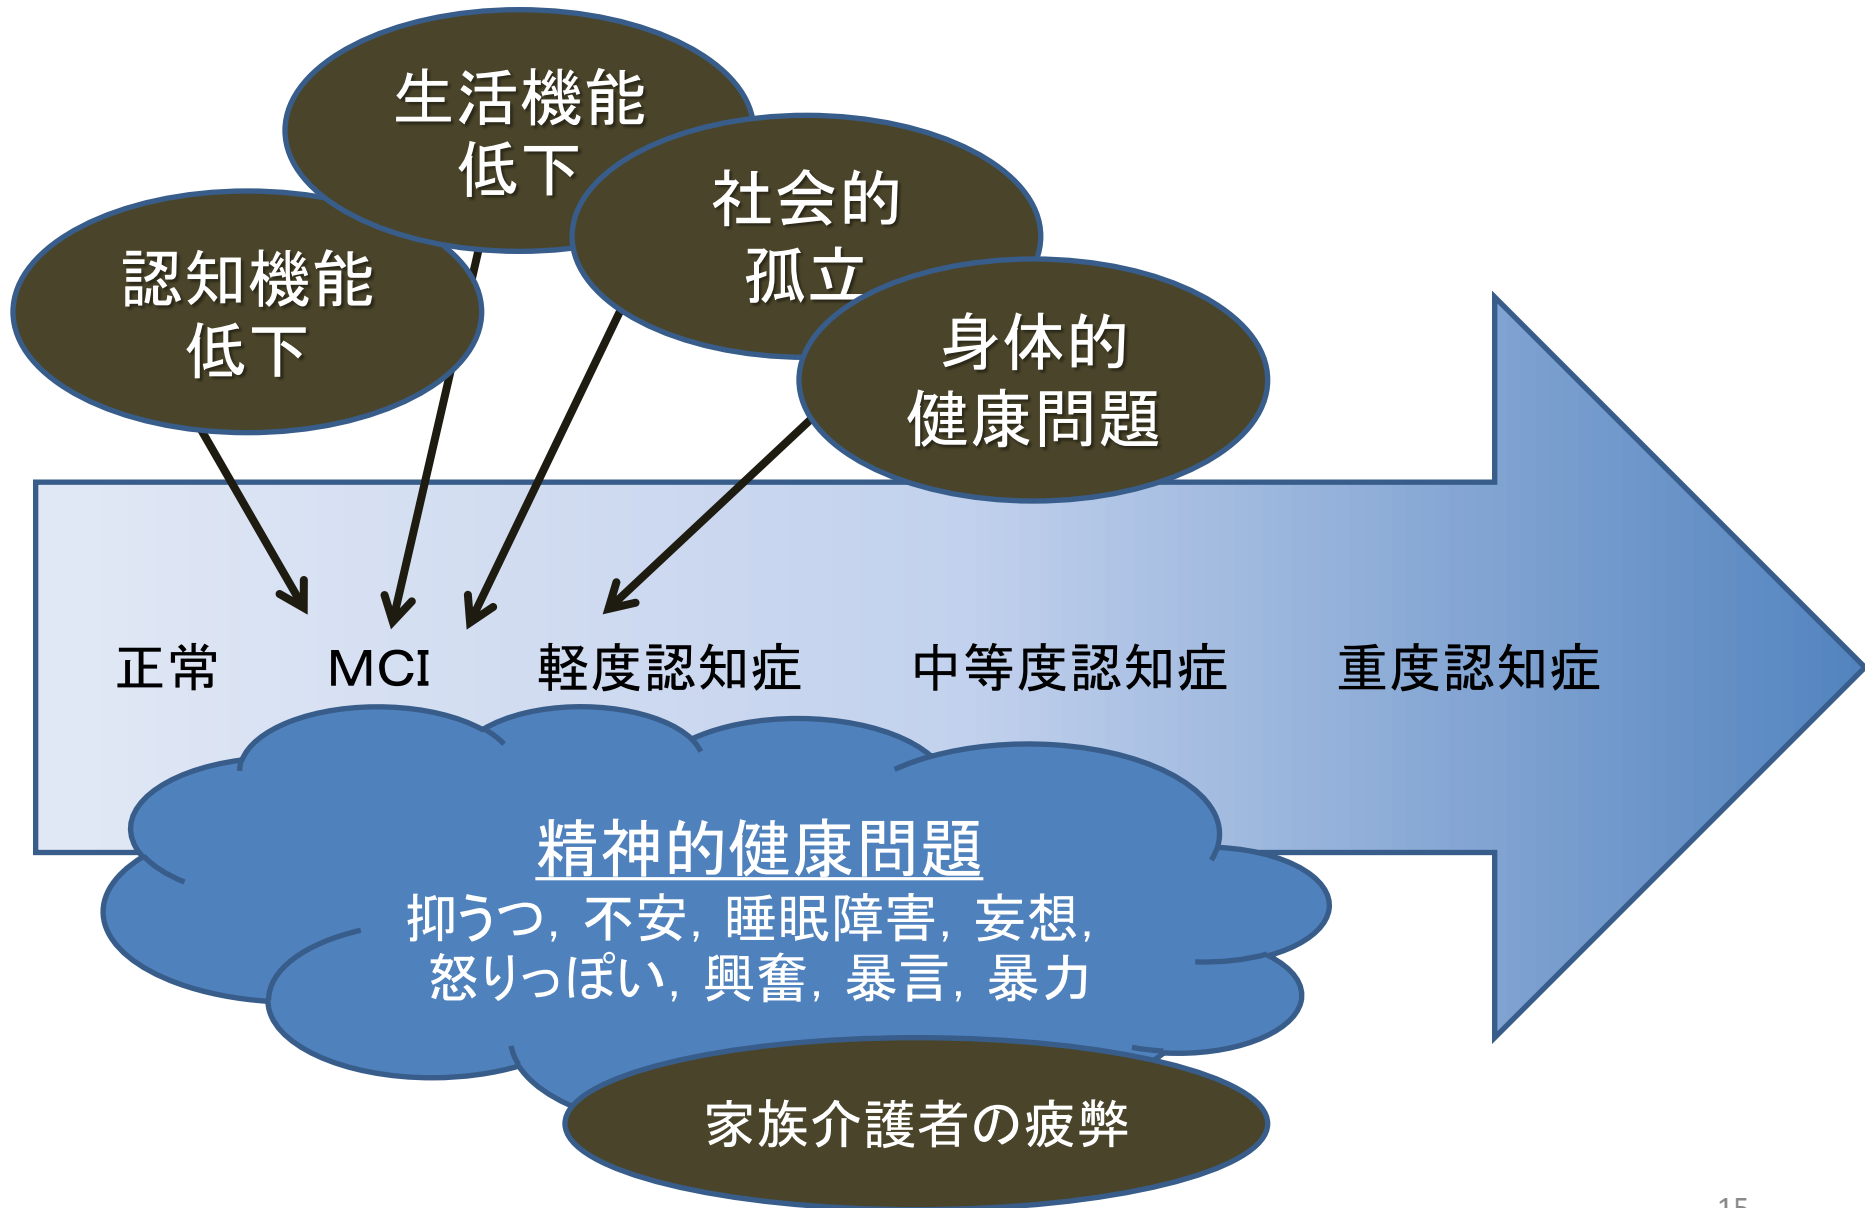 生活機能
低下
社会的
孤立
認知機能
低下
身体的
健康問題
正常 MCI 軽度認知症 中等度認知症 重度認知症
精神的健康問題
抑うつ, 不安, 睡眠障害, 妄想,
怒りっぽい, 興奮, 暴言, 暴力
家族介護者の疲弊
15